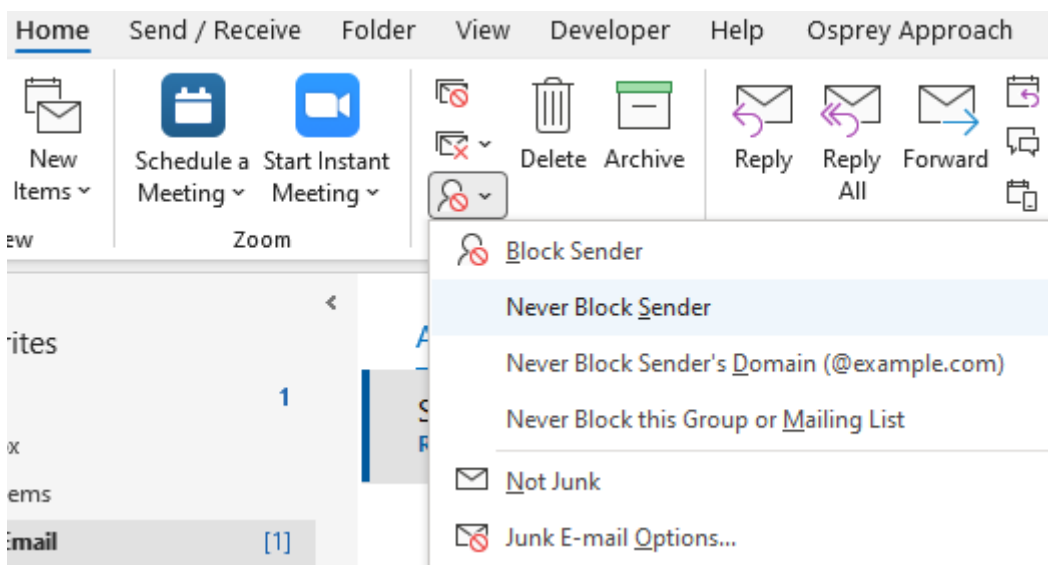 Home Send / Receive Folder View Developer Help Osprey Approach
New Items
Schedule a Meeting
Start Instant Meeting
Delete Archive
Reply
Reply All
Forward
ew
Zoom
Block Sender
Never Block Sender
Never Block Sender's Domain (@example.com)
Never Block this Group or Mailing List
Not Junk
Junk E-mail Options...
rites
1
ox
ems
Email [1]
A
S
R